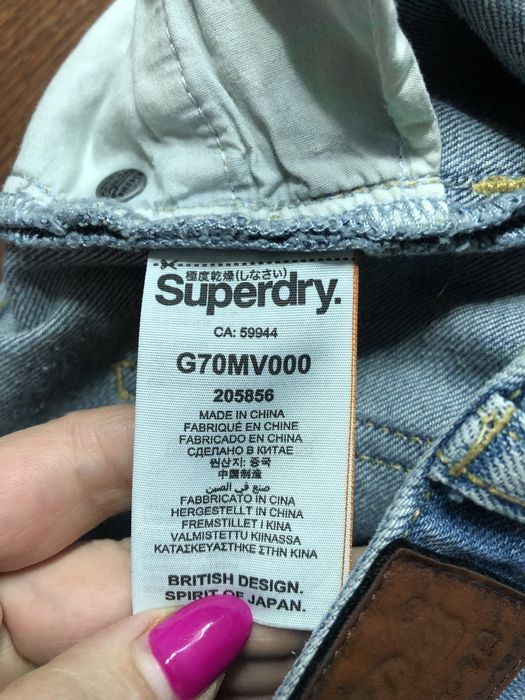 極度乾燥(しなさい)
Superdry.
CA: 59944
G70MV000
205856
MADE IN CHINA
FABRIQUÉ EN CHINE
FABRICADO EN CHINA
СДЕЛАНО В КИТАЕ
원산지: 중국
中國製造
صنع في الصين
FABBRICATO IN CINA
HERGESTELLT IN CHINA
FREMSTILLET I KINA
VALMISTETTU KIINASSA
ΚΑΤΑΣΚΕΥΑΣΤΗΚΕ ΣΤΗΝ ΚΙΝΑ
BRITISH DESIGN.
SPIRIT OF JAPAN.